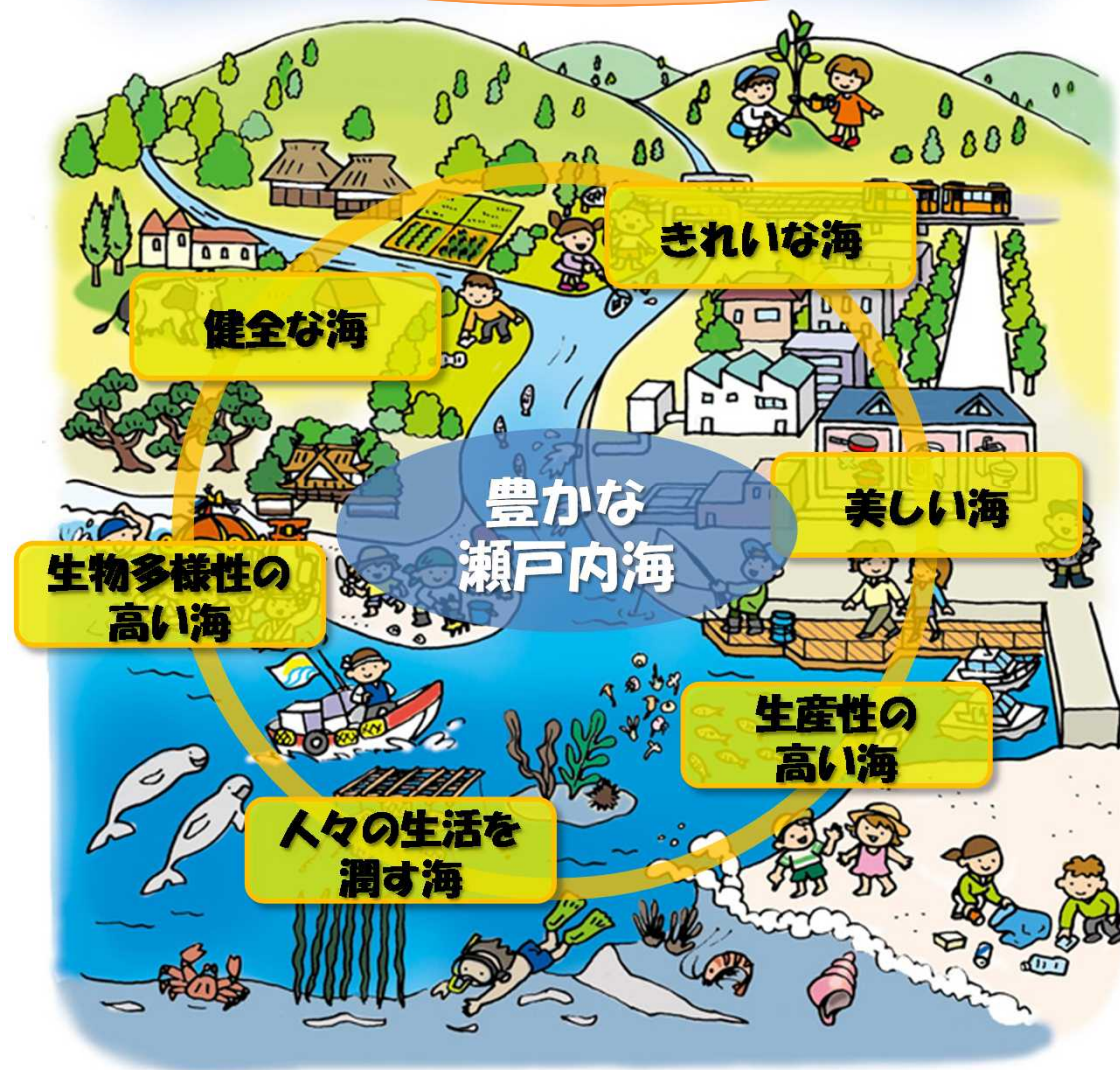 きれいな海
健全な海
豊かな
瀬戸内海
美しい海
生物多様性の
高い海
生産性の
高い海
人々の生活を
潤す海